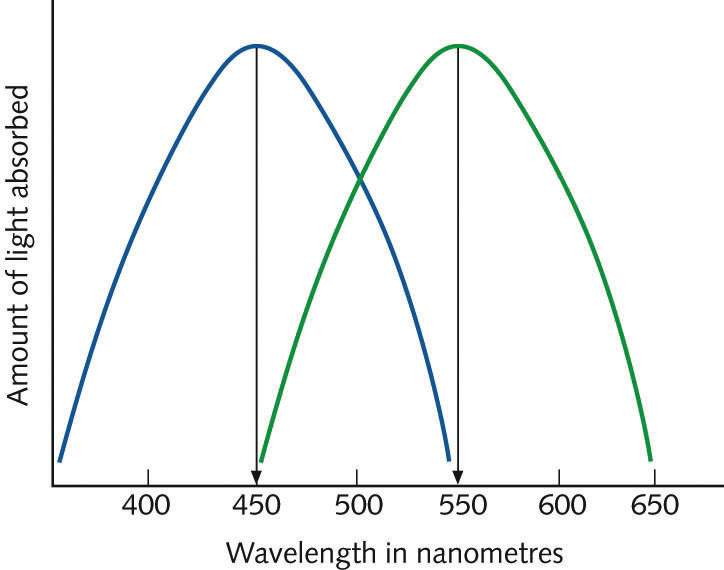 Amount of light absorbed
400 450 500 550 600 650
Wavelength in nanometres